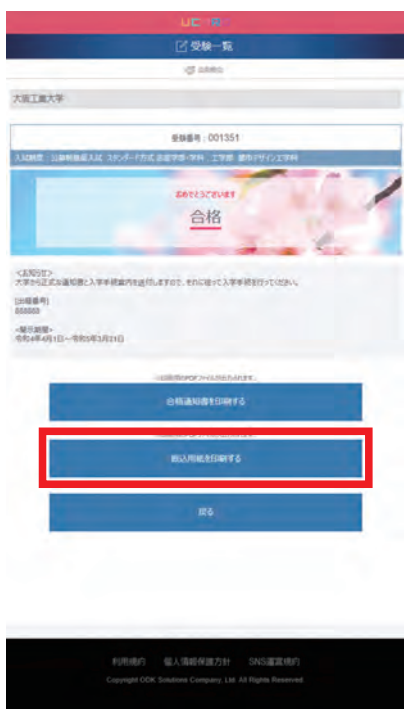 UCARO
受験一覧
会員機能
大阪工業大学
受験番号 : 001351
入試制度 : 公募制推薦入試 スタンダード方式 志望学部・学科 : 工学部 都市デザイン工学科
おめでとうございます
合格
<お知らせ>
大学から正式な通知書と入学手続案内を送付しますので、それに従って入学手続を行ってください。
[出願番号]
888888
<掲示期間>
令和4年4月1日～令和5年3月21日
合格通知書を印刷する
振込用紙を印刷する
戻る
利用規約 個人情報保護方針 SNS運営規約
Copyright ODK Solutions Company, Ltd. All Rights Reserved.